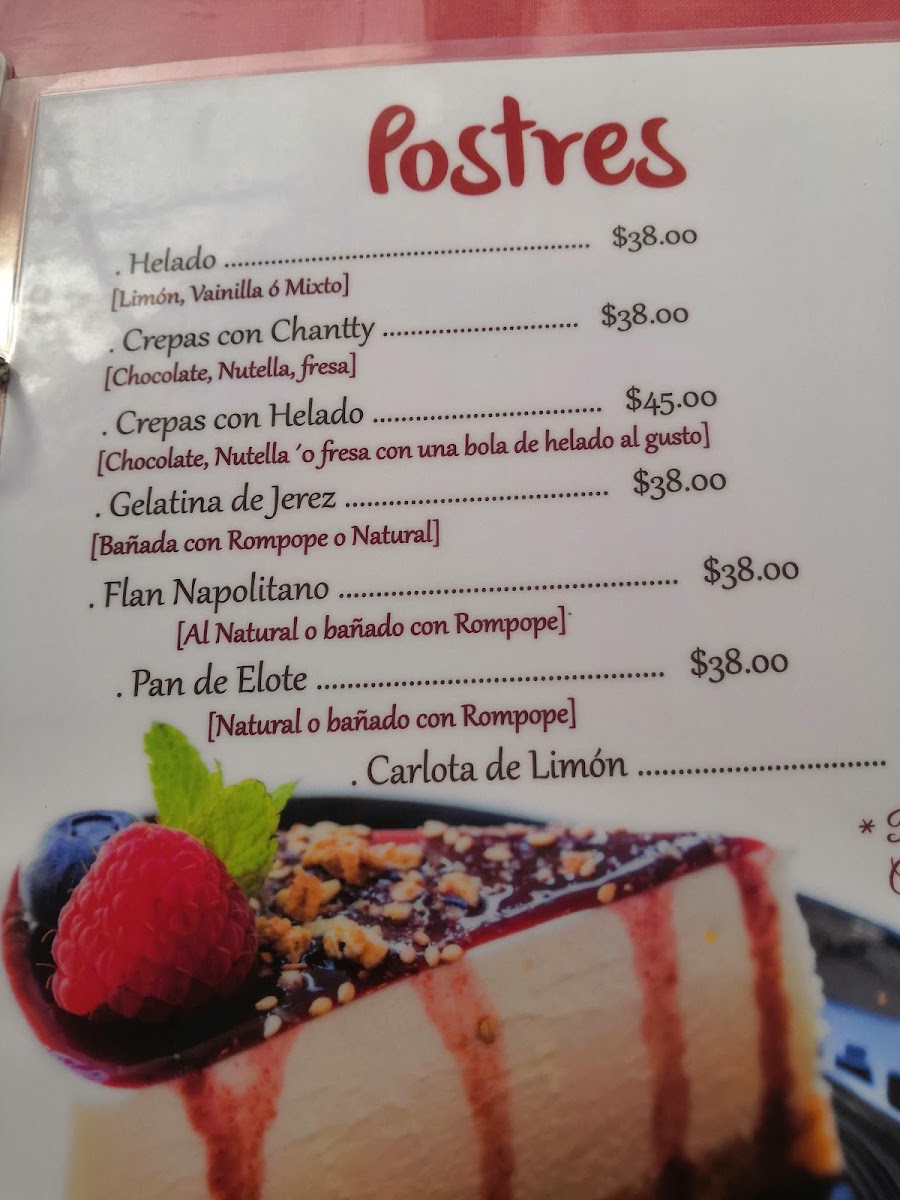 Postres
. Helado ........................................................ $38.00
[Limón, Vainilla ó Mixto]
. Crepas con Chantty ............................. $38.00
[Chocolate, Nutella, fresa]
. Crepas con Helado ................................. $45.00
[Chocolate, Nutella ´o fresa con una bola de helado al gusto]
. Gelatina de Jerez ...................................... $38.00
[Bañada con Rompope o Natural]
. Flan Napolitano ................................................ $38.00
[Al Natural o bañado con Rompope]
. Pan de Elote ................................................. $38.00
[Natural o bañado con Rompope]
. Carlota de Limón ...............................
*